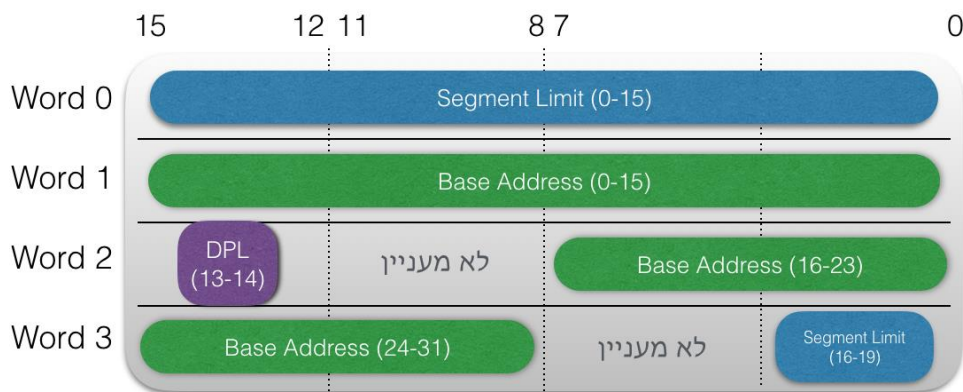 15 12 11 8 7 0
Word 0 Segment Limit (0-15)
Word 1 Base Address (0-15)
Word 2 DPL (13-14) לא מעניין Base Address (16-23)
Word 3 Base Address (24-31) לא מעניין Segment Limit (16-19)